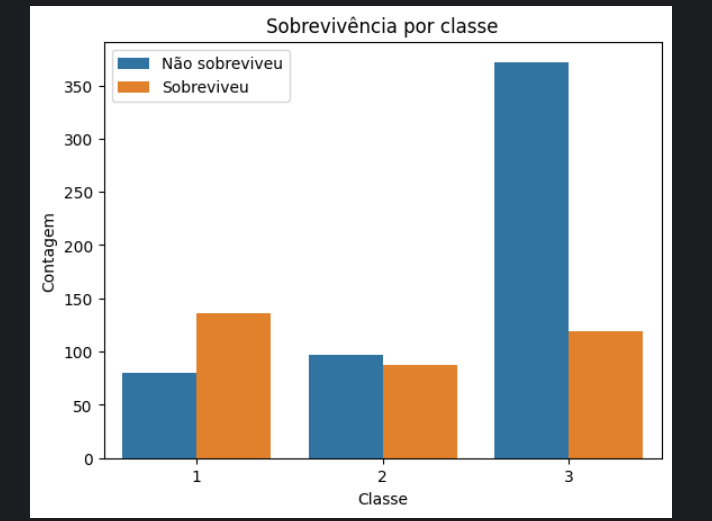 Sobrevivência por classe
Não sobreviveu
Sobreviveu
350
300
250
200
150
100
50
0
Contagem
1 2 3
Classe